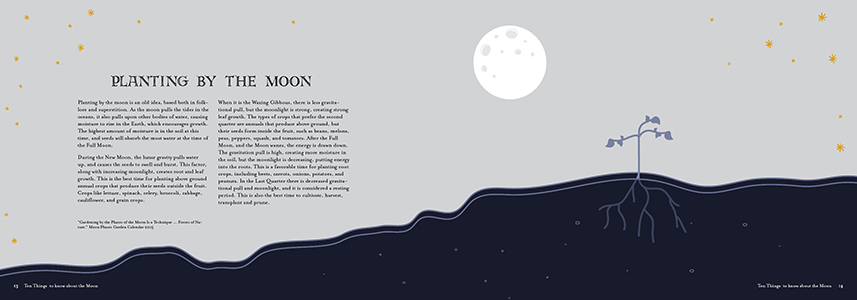 PLANTING BY THE MOON
Planting by the moon is an old idea, based both in folk-
lore and superstition. As the moon pulls the tides in the
oceans, it also pulls upon other bodies of water, causing
moisture to rise in the Earth, which encourages growth.
The highest amount of moisture is in the soil at this
time, and seeds will absorb the most water at the time of
the Full Moon.
During the New Moon, the lunar gravity pulls water
up, and causes the seeds to swell and burst. This factor,
along with increasing moonlight, creates root and leaf
growth. This is the best time for planting above ground
annual crops that produce their seeds outside the fruit.
Crops like lettuce, spinach, celery, broccoli, cabbage,
cauliflower, and grain crops.
"Gardening by the Phases of the Moon Is a Technique ... Forces of Na-
ture." Moon Phases Garden Calendar 2015
When it is the Waxing Gibbous, there is less gravita-
tional pull, but the moonlight is strong, creating strong
leaf growth. The types of crops that prefer the second
quarter are annuals that produce above ground, but
their seeds form inside the fruit, such as beans, melons,
peas, peppers, squash, and tomatoes. After the Full
Moon, and the Moon wanes, the energy is drawn down.
The gravitation pull is high, creating more moisture in
the soil, but the moonlight is decreasing, putting energy
into the roots. This is a favorable time for planting root
crops, including beets, carrots, onions, potatoes, and
peanuts. In the Last Quarter there is decreased gravita-
tional pull and moonlight, and it is considered a resting
period. This is also the best time to cultivate, harvest,
transplant and prune.
13 Ten Things to know about the Moon
Ten Things to know about the Moon 14